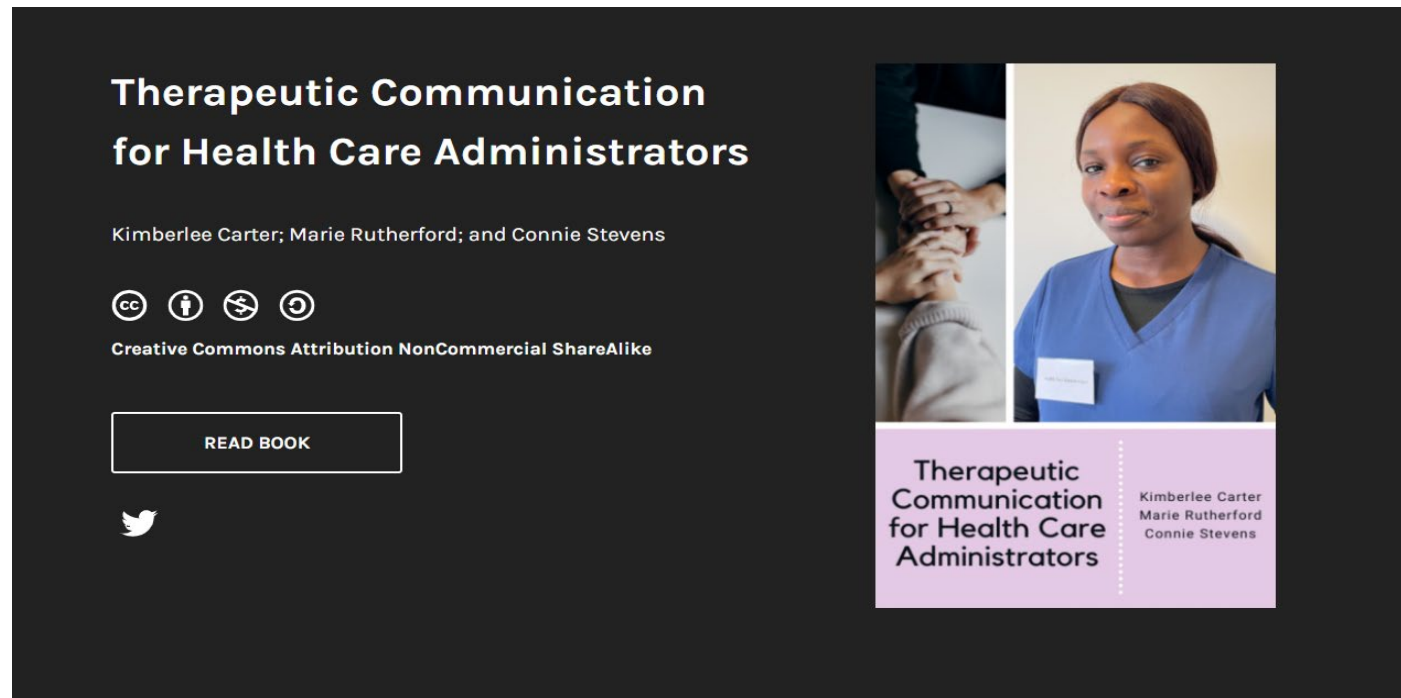 Therapeutic Communication
for Health Care Administrators
Kimberlee Carter; Marie Rutherford; and Connie Stevens
cc
Creative Commons Attribution NonCommercial ShareAlike
READ BOOK
Therapeutic
Communication
for Health Care
Administrators
Kimberlee Carter
Marie Rutherford
Connie Stevens